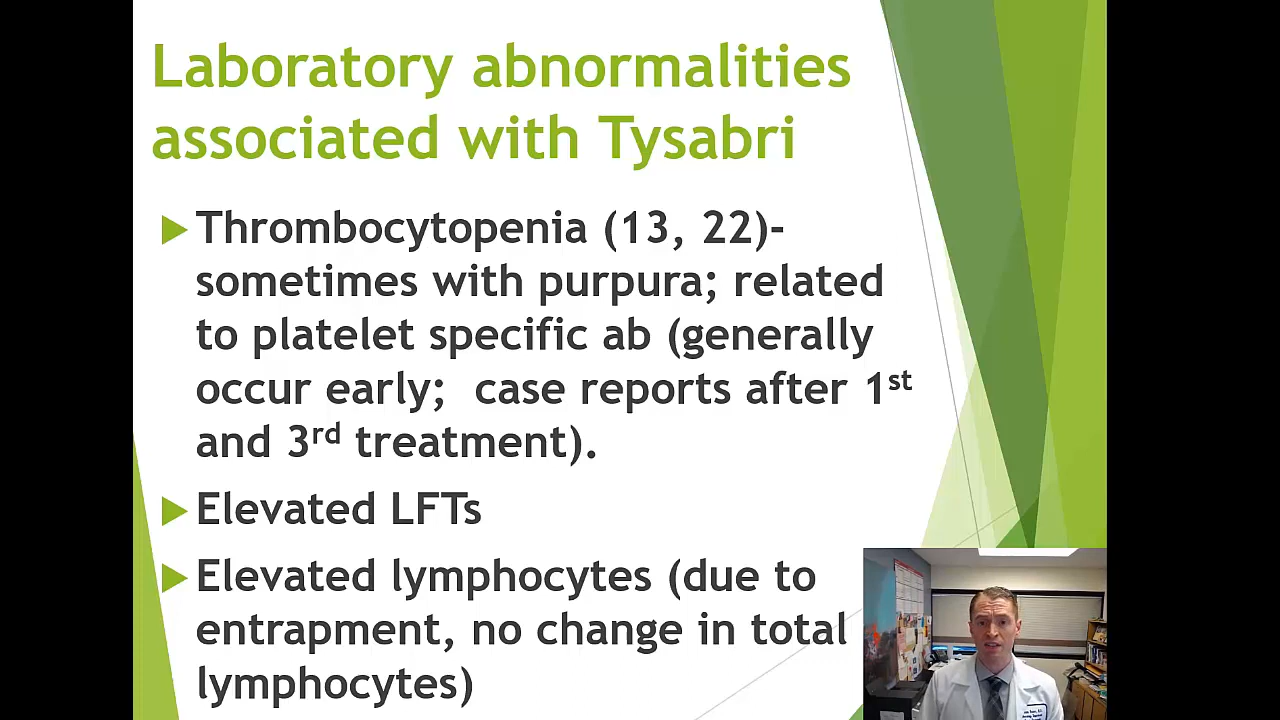 Laboratory abnormalities
associated with Tysabri
Thrombocytopenia (13, 22)-
sometimes with purpura; related
to platelet specific ab (generally
occur early; case reports after 1st
and 3rd treatment).
Elevated LFTs
Elevated lymphocytes (due to
entrapment, no change in total
lymphocytes)